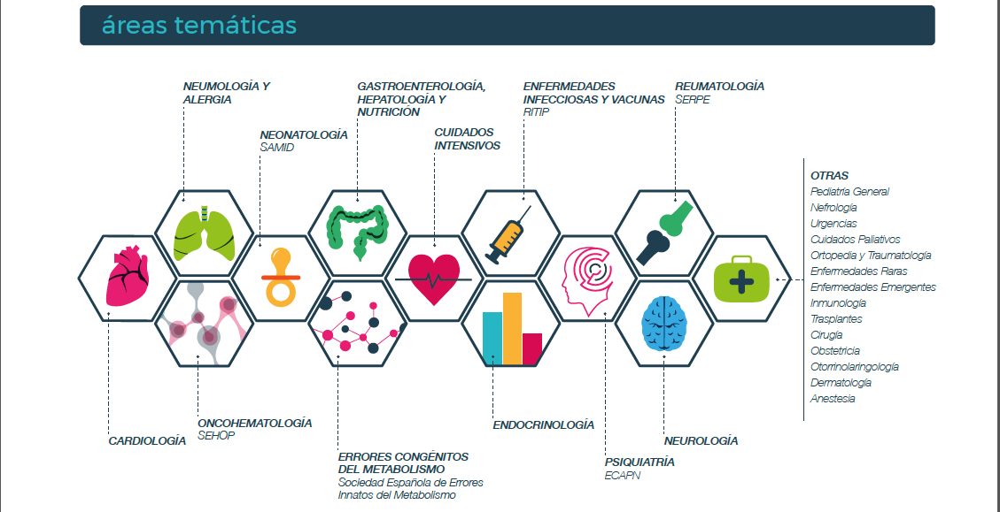 áreas temáticas
NEUMOLOGÍA Y
ALERGIA
NEONATOLOGÍA
SAMID
GASTROENTEROLOGÍA,
HEPATOLOGÍA Y
NUTRICIÓN
CUIDADOS
INTENSIVOS
ENFERMEDADES
INFECCIOSAS Y VACUNAS
RITIP
REUMATOLOGÍA
SERPE
OTRAS
Pediatría General
Nefrología
Urgencias
Cuidados Paliativos
Ortopedia y Traumatología
Enfermedades Raras
Enfermedades Emergentes
Inmunología
Trasplantes
Cirugía
Obstetricia
Otorrinolaringología
Dermatología
Anestesia
CARDIOLOGÍA
ONCOHEMATOLOGÍA
SEHOP
ERRORES CONGÉNITOS
DEL METABOLISMO
Sociedad Española de Errores
Innatos del Metabolismo
ENDOCRINOLOGÍA
PSIQUIATRÍA
ECAPN
NEUROLOGÍA